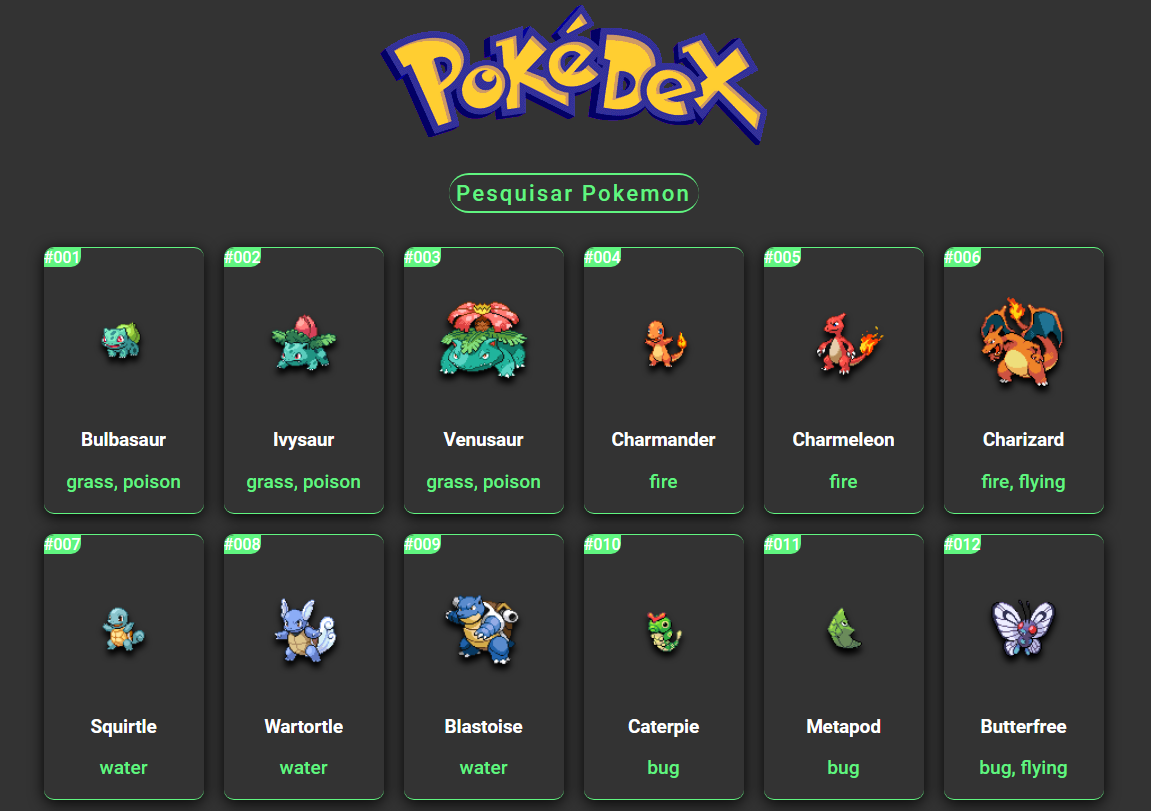 PoKéDeX
Pesquisar Pokemon
#001
Bulbasaur
grass, poison
#002
Ivysaur
grass, poison
#003
Venusaur
grass, poison
#004
Charmander
fire
#005
Charmeleon
fire
#006
Charizard
fire, flying
#007
Squirtle
water
#008
Wartortle
water
#009
Blastoise
water
#010
Caterpie
bug
#011
Metapod
bug
#012
Butterfree
bug, flying